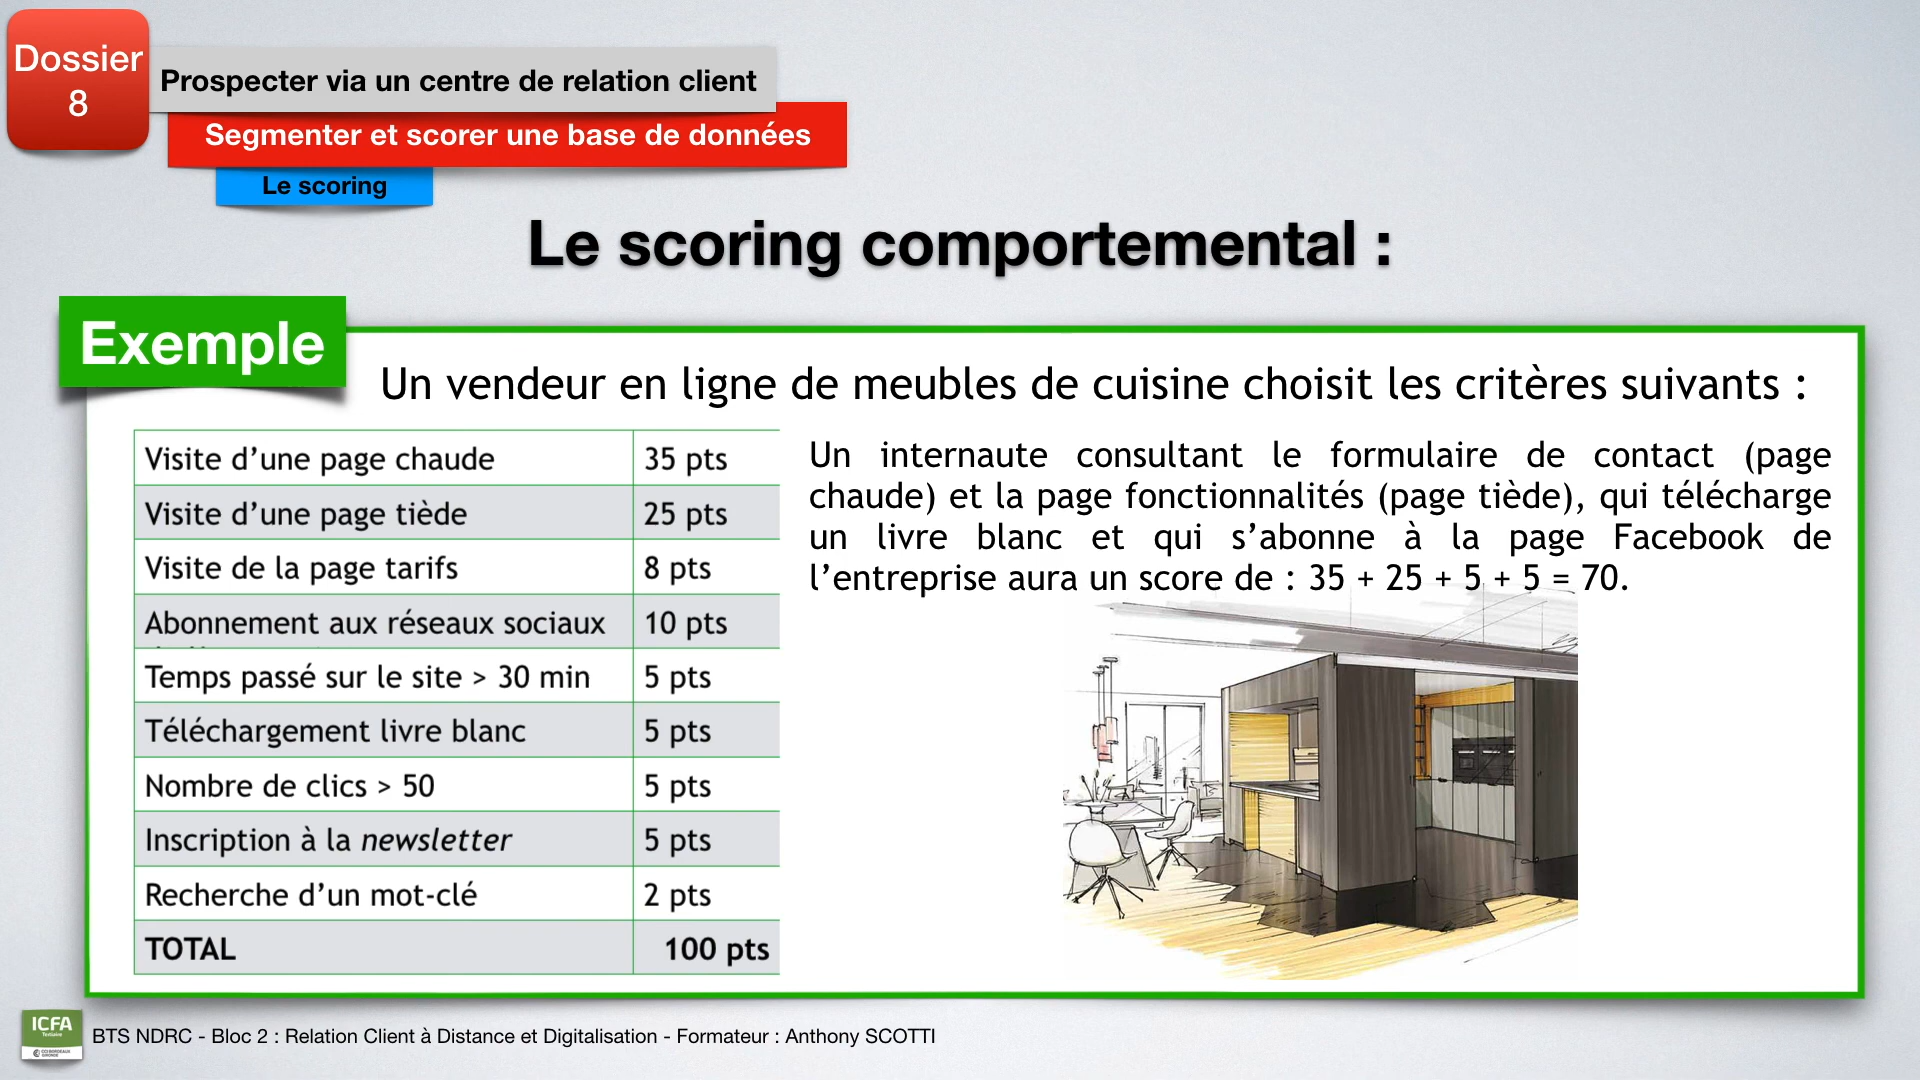 Dossier
8
Prospecter via un centre de relation client
Segmenter et scorer une base de données
Le scoring
Le scoring comportemental :
Exemple
Un vendeur en ligne de meubles de cuisine choisit les critères suivants :
Visite d’une page chaude 35 pts
Visite d’une page tiède 25 pts
Visite de la page tarifs 8 pts
Abonnement aux réseaux sociaux 10 pts
Temps passé sur le site > 30 min 5 pts
Téléchargement livre blanc 5 pts
Nombre de clics > 50 5 pts
Inscription à la newsletter 5 pts
Recherche d’un mot-clé 2 pts
TOTAL 100 pts
Un internaute consultant le formulaire de contact (page
chaude) et la page fonctionnalités (page tiède), qui télécharge
un livre blanc et qui s’abonne à la page Facebook de
l’entreprise aura un score de : 35 + 25 + 5 + 5 = 70.
ICFA
Tertiaire
BTS NDRC - Bloc 2 : Relation Client à Distance et Digitalisation - Formateur : Anthony SCOTTI